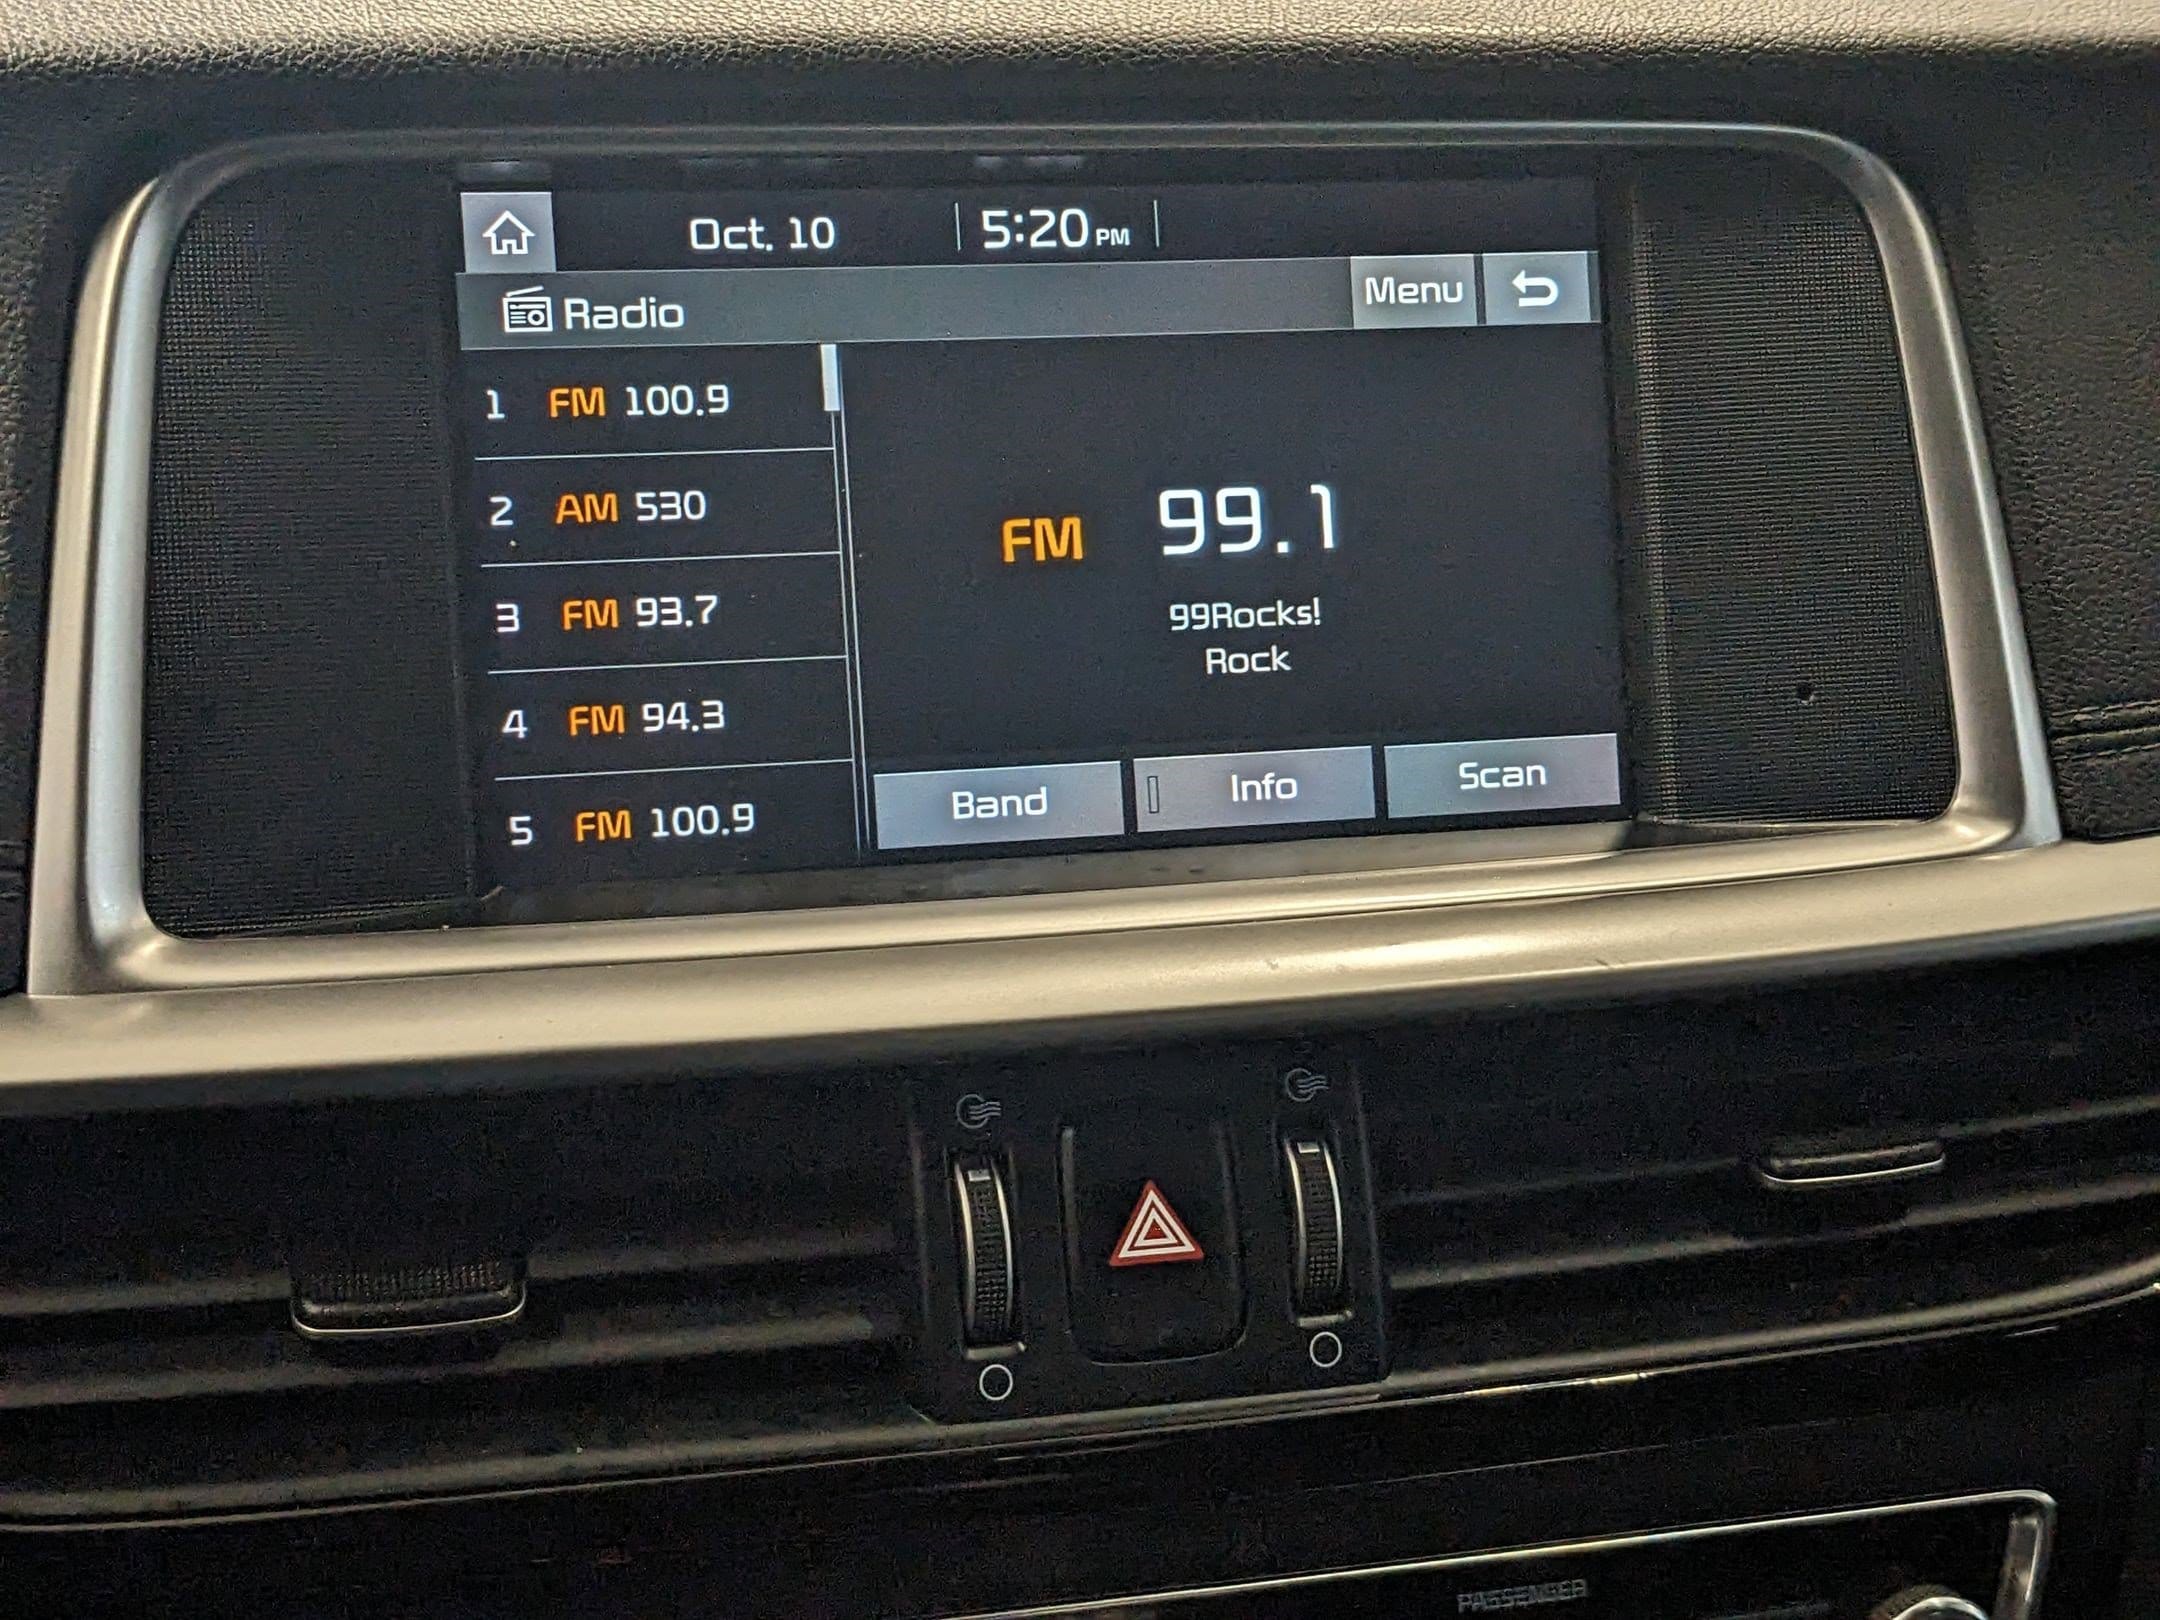 Oct. 10 5:20 PM
Radio Menu
1 FM 100.9
2 AM 530
3 FM 93.7
4 FM 94.3
5 FM 100.9
FM 99.1
99Rocks!
Rock
Band Info Scan
PASSENGER